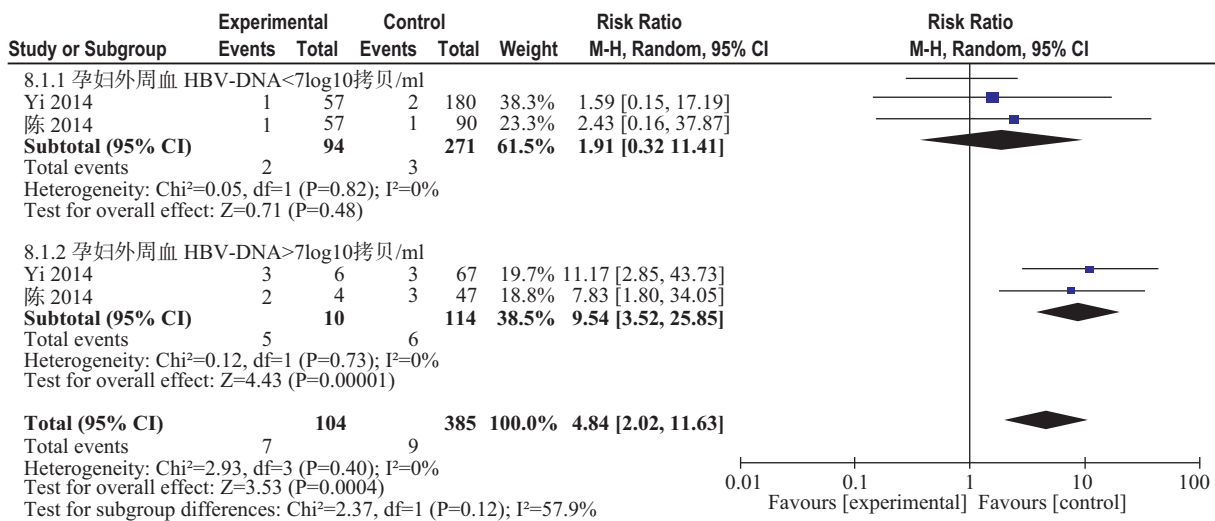 Experimental Control Risk Ratio Risk Ratio
Study or Subgroup Events Total Events Total Weight M-H, Random, 95% CI M-H, Random, 95% CI
8.1.1 孕妇外周血 HBV-DNA<7log10拷贝/ml
Yi 2014 1 57 2 180 38.3% 1.59 [0.15, 17.19]
陈 2014 1 57 1 90 23.3% 2.43 [0.16, 37.87]
Subtotal (95% CI) 94 271 61.5% 1.91 [0.32 11.41]
Total events 2 3
Heterogeneity: Chi²=0.05, df=1 (P=0.82); I²=0%
Test for overall effect: Z=0.71 (P=0.48)
8.1.2 孕妇外周血 HBV-DNA>7log10拷贝/ml
Yi 2014 3 6 3 67 19.7% 11.17 [2.85, 43.73]
陈 2014 2 4 3 47 18.8% 7.83 [1.80, 34.05]
Subtotal (95% CI) 10 114 38.5% 9.54 [3.52, 25.85]
Total events 5 6
Heterogeneity: Chi²=0.12, df=1 (P=0.73); I²=0%
Test for overall effect: Z=4.43 (P=0.00001)
Total (95% CI) 104 385 100.0% 4.84 [2.02, 11.63]
Total events 7 9
Heterogeneity: Chi²=2.93, df=3 (P=0.40); I²=0%
Test for overall effect: Z=3.53 (P=0.0004)
Test for subgroup differences: Chi²=2.37, df=1 (P=0.12); I²=57.9%
0.01 0.1 1 10 100
Favours [experimental] Favours [control]